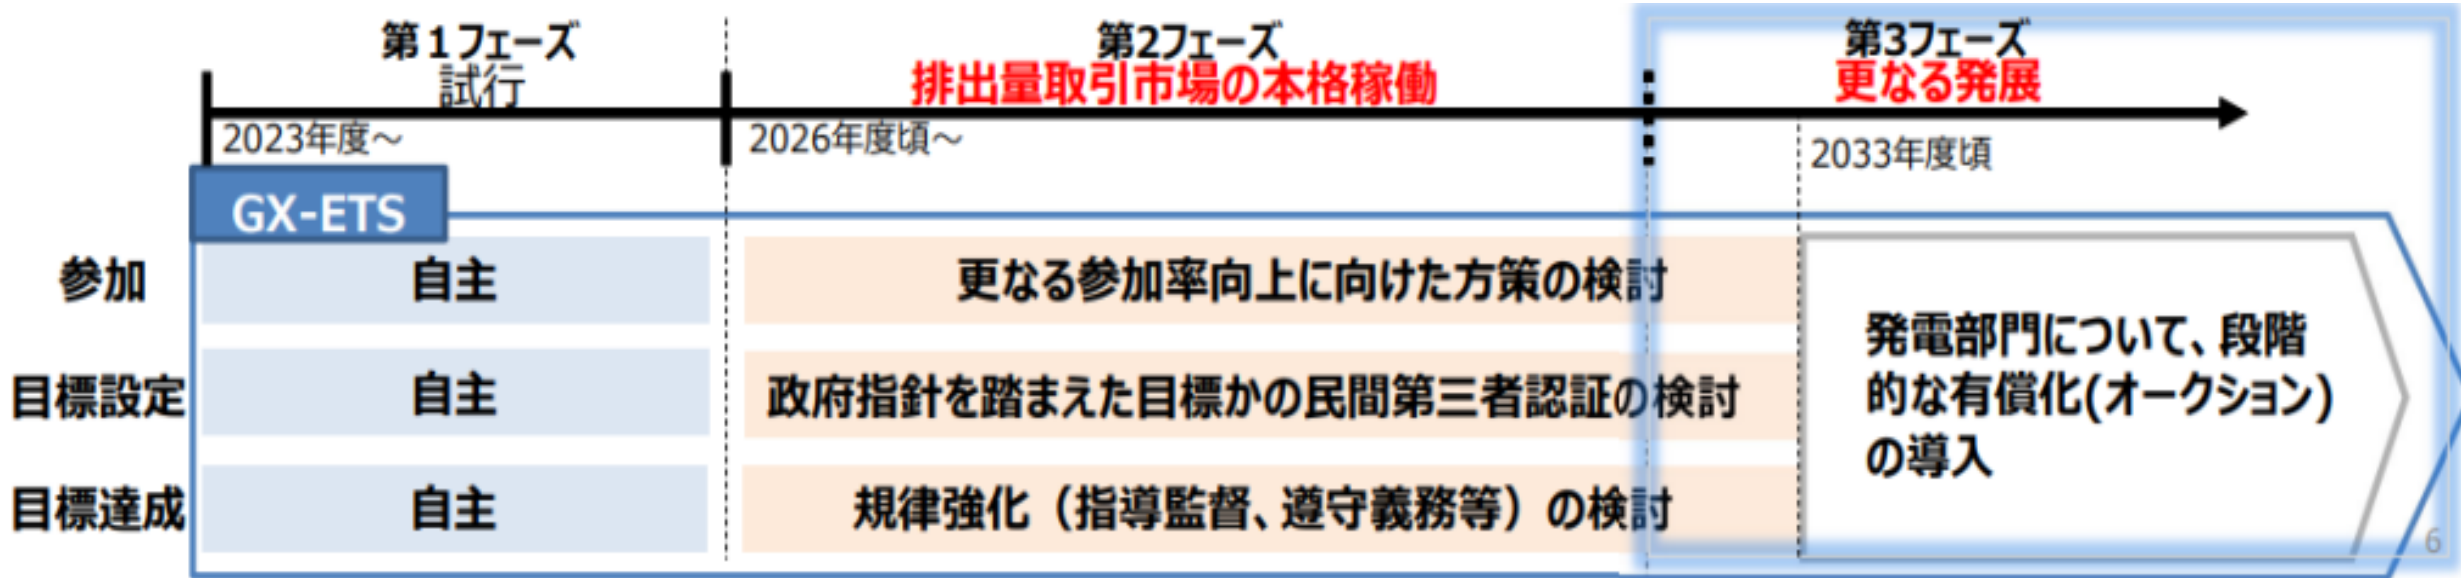 第1フェーズ
試行
第2フェーズ
排出量取引市場の本格稼働
第3フェーズ
更なる発展
2023年度～
2026年度頃～
2033年度頃
GX-ETS
参加
自主
更なる参加率向上に向けた方策の検討
目標設定
自主
政府指針を踏まえた目標かの民間第三者認証の検討
目標達成
自主
規律強化（指導監督、遵守義務等）の検討
発電部門について、段階
的な有償化(オークション)
の導入
6